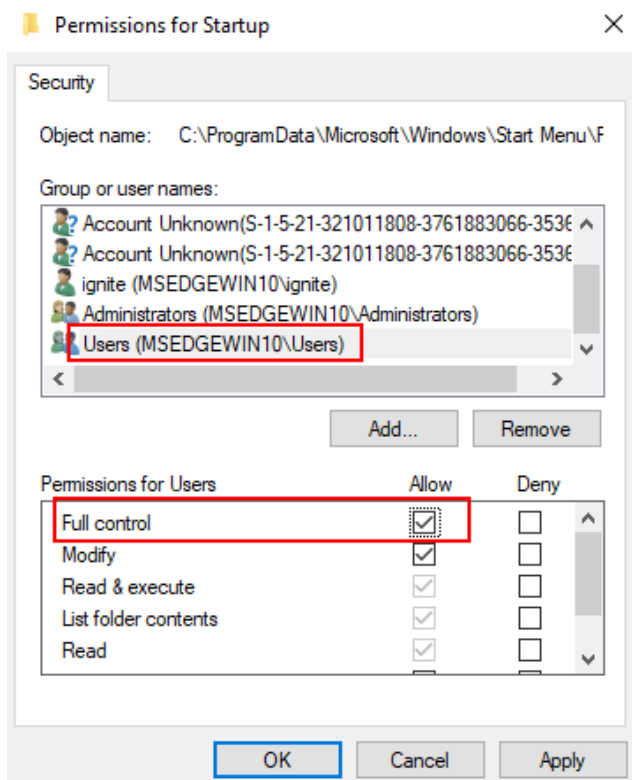 Permissions for Startup
Security
Object name: C:\ProgramData\Microsoft\Windows\Start Menu\F
Group or user names:
Account Unknown(S-1-5-21-321011808-3761883066-3536
Account Unknown(S-1-5-21-321011808-3761883066-3536
ignite (MSEDGEWIN10\ignite)
Administrators (MSEDGEWIN10\Administrators)
Users (MSEDGEWIN10\Users)
Add... Remove
Permissions for Users Allow Deny
Full control
Modify
Read & execute
List folder contents
Read
OK Cancel Apply